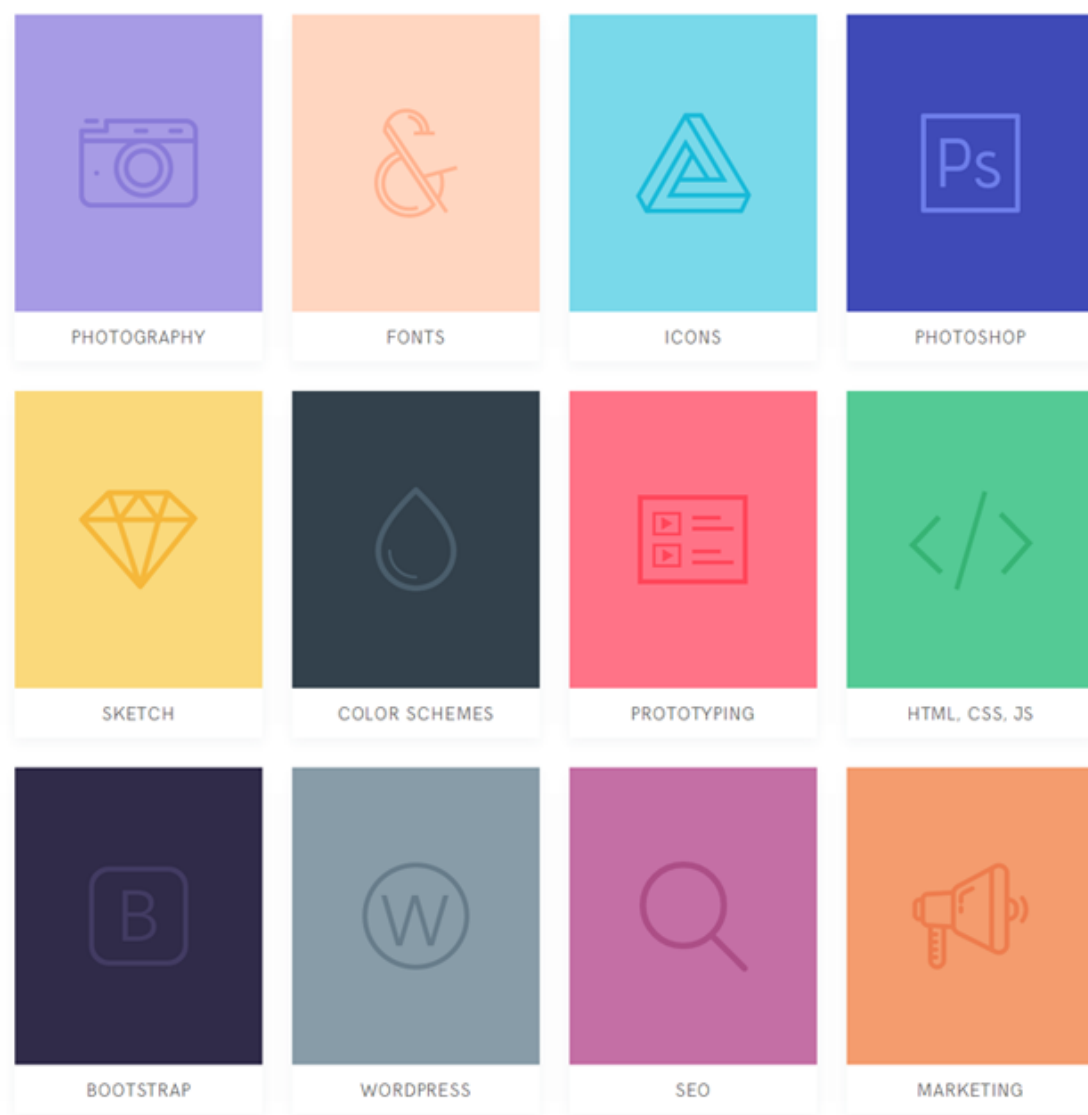 Ps
PHOTOGRAPHY
FONTS
ICONS
PHOTOSHOP
SKETCH
COLOR SCHEMES
PROTOTYPING
HTML, CSS, JS
B
W
BOOTSTRAP
WORDPRESS
SEO
MARKETING